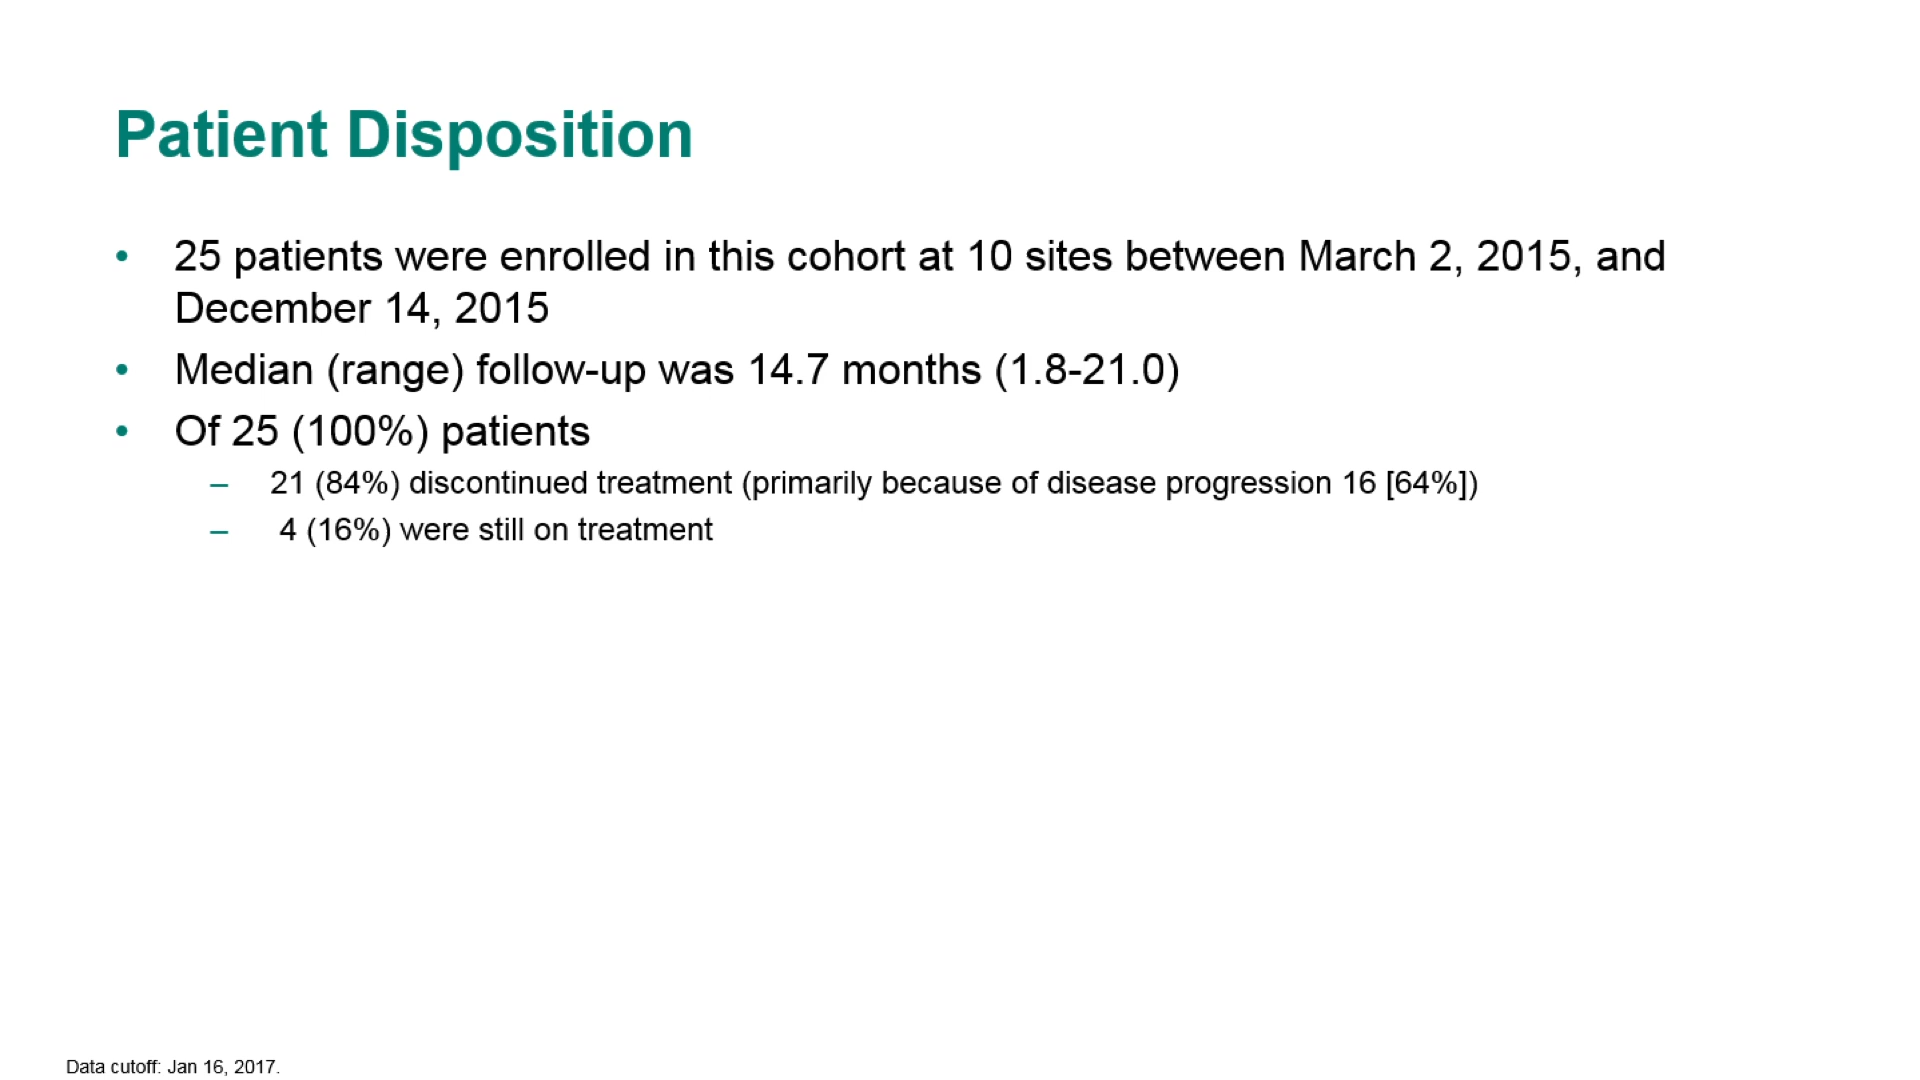 Patient Disposition
• 25 patients were enrolled in this cohort at 10 sites between March 2, 2015, and
December 14, 2015
• Median (range) follow-up was 14.7 months (1.8-21.0)
• Of 25 (100%) patients
– 21 (84%) discontinued treatment (primarily because of disease progression 16 [64%])
– 4 (16%) were still on treatment
Data cutoff: Jan 16, 2017.